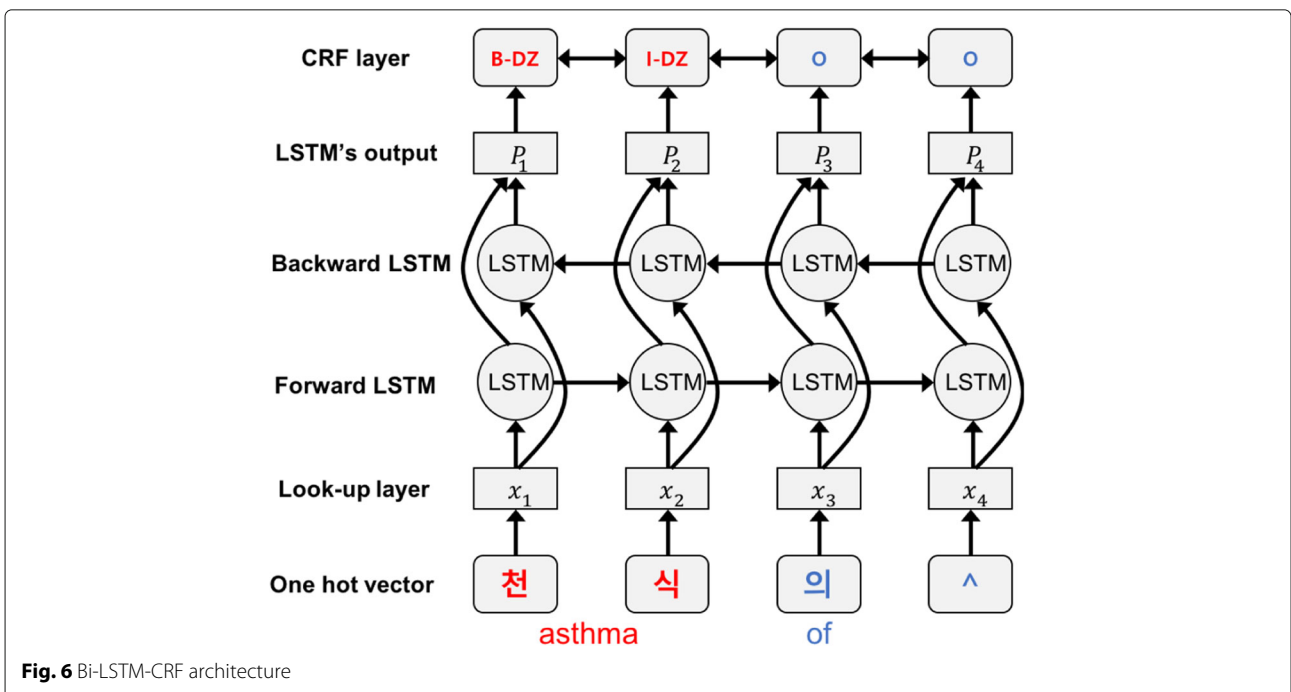 CRF layer B-DZ I-DZ O O
LSTM's output P1 P2 P3 P4
Backward LSTM LSTM LSTM LSTM LSTM
Forward LSTM LSTM LSTM LSTM LSTM
Look-up layer x1 x2 x3 x4
One hot vector 천 식 의 ^
asthma of
Fig. 6 Bi-LSTM-CRF architecture